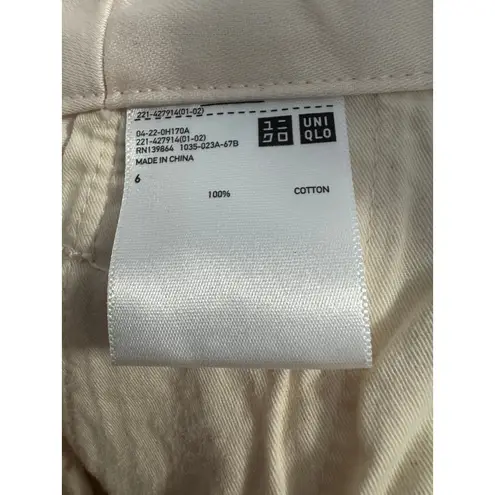 221-427914(01-02)
04-22-0H170A
221-427914(01-02)
RN139864 1035-023A-67B
MADE IN CHINA
6
100% COTTON
ユニ
クロ
UNI
QLO